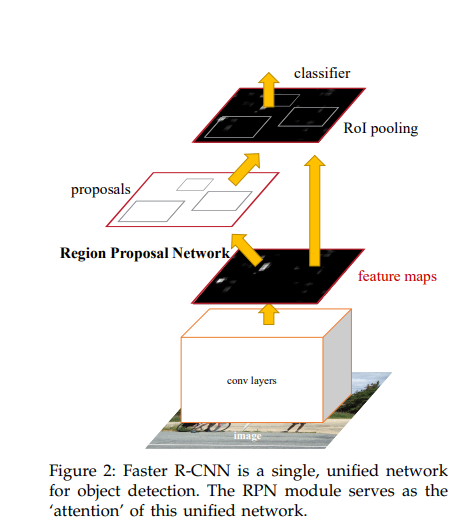 classifier
RoI pooling
proposals
Region Proposal Network
feature maps
conv layers
image
Figure 2: Faster R-CNN is a single, unified network
for object detection. The RPN module serves as the
‘attention’ of this unified network.